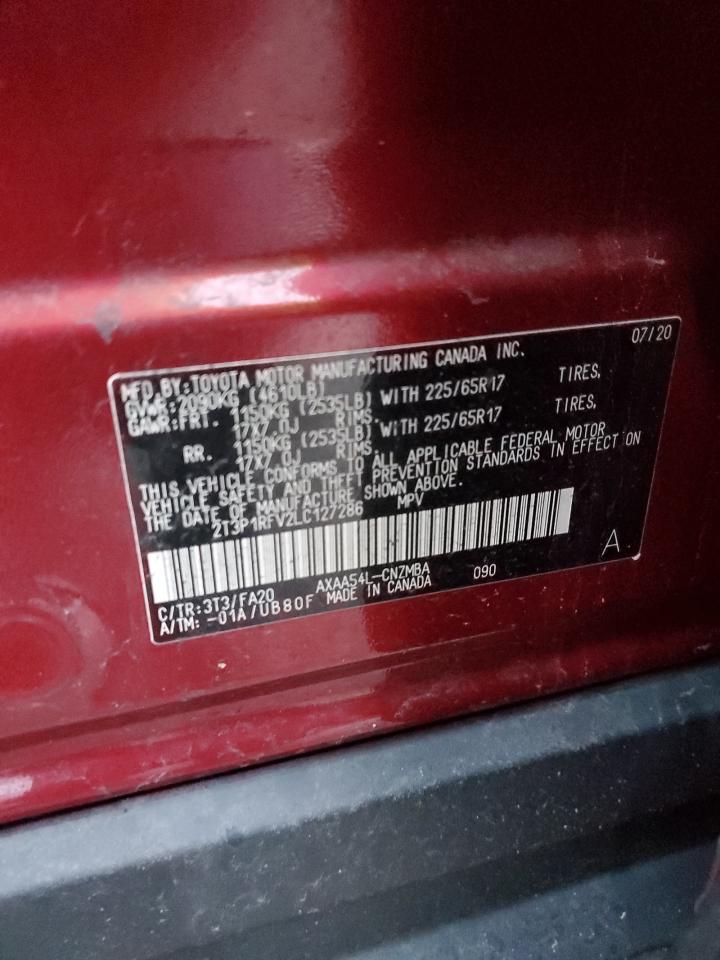 07/20
MFD.BY:TOYOTA MOTOR MANUFACTURING CANADA INC.
GVWR:2090KG (4610LB)
GAWR:FRT. 1150KG (2535LB) WITH 225/65R17 TIRES,
17X7.0J RIMS.
RR. 1150KG (2535LB) WITH 225/65R17 TIRES,
17X7.0J RIMS.
THIS VEHICLE CONFORMS TO ALL APPLICABLE FEDERAL MOTOR
VEHICLE SAFETY AND THEFT PREVENTION STANDARDS IN EFFECT ON
THE DATE OF MANUFACTURE SHOWN ABOVE.
2T3P1RFV2LC127286 MPV
A
C/TR:3T3/FA20 AXAA54L-CNZMBA 090
A/TM: -01A/UB80F MADE IN CANADA